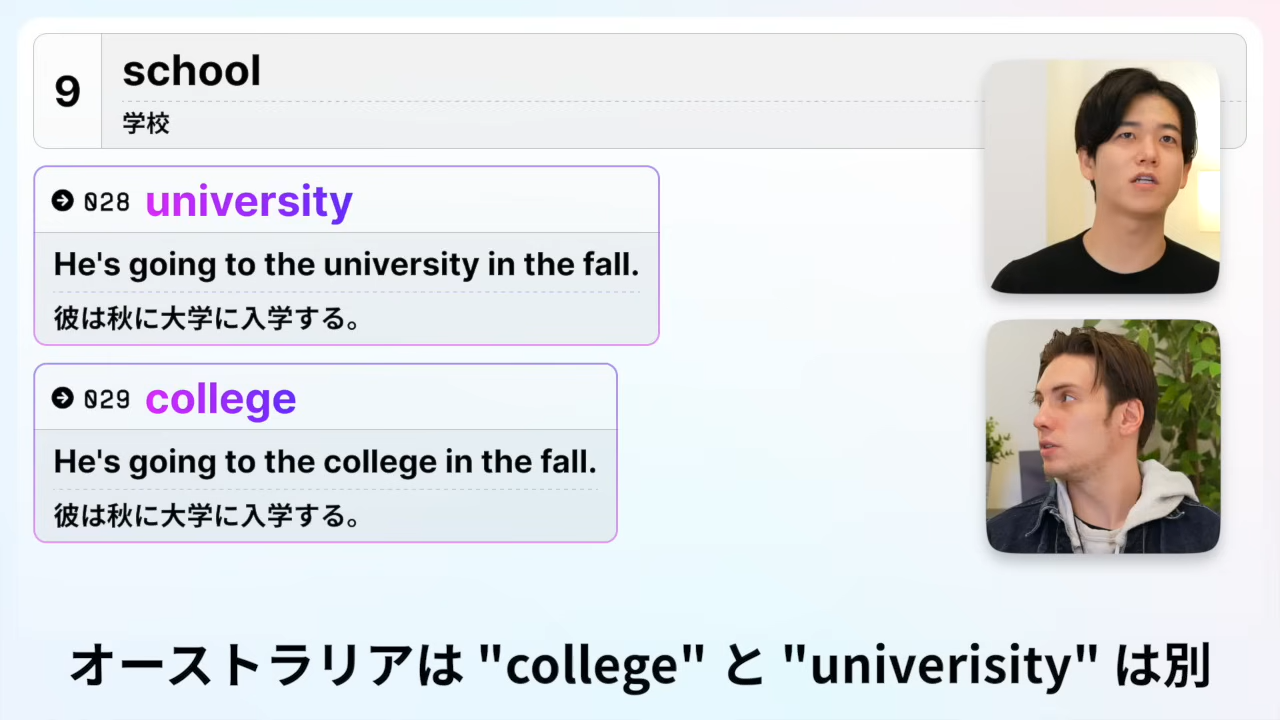 9
school
学校
028 university
He's going to the university in the fall.
彼は秋に大学に入学する。
029 college
He's going to the college in the fall.
彼は秋に大学に入学する。
オーストラリアは "college" と "univerisity" は別